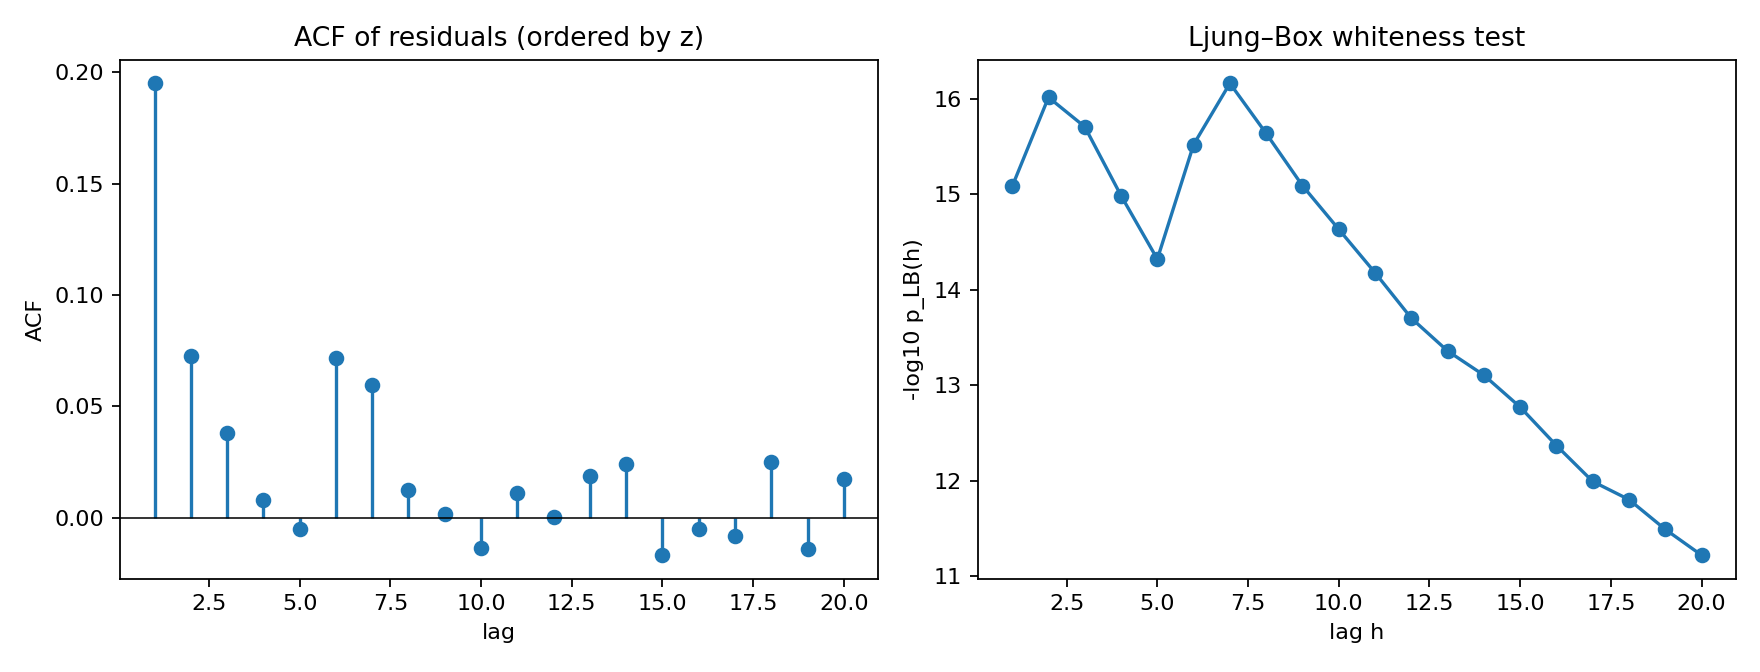 ACF of residuals (ordered by z)
0.20
0.15
0.10
0.05
0.00
ACF
2.5 5.0 7.5 10.0 12.5 15.0 17.5 20.0
lag
Ljung–Box whiteness test
16
15
14
13
12
11
-log10 p_LB(h)
2.5 5.0 7.5 10.0 12.5 15.0 17.5 20.0
lag h